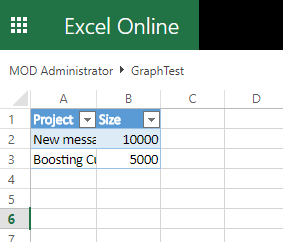 Excel Online
MOD Administrator ▸ GraphTest
A B C D
1 Project Size
2 New messa 10000
3 Boosting Cu 5000
4
5
6
7